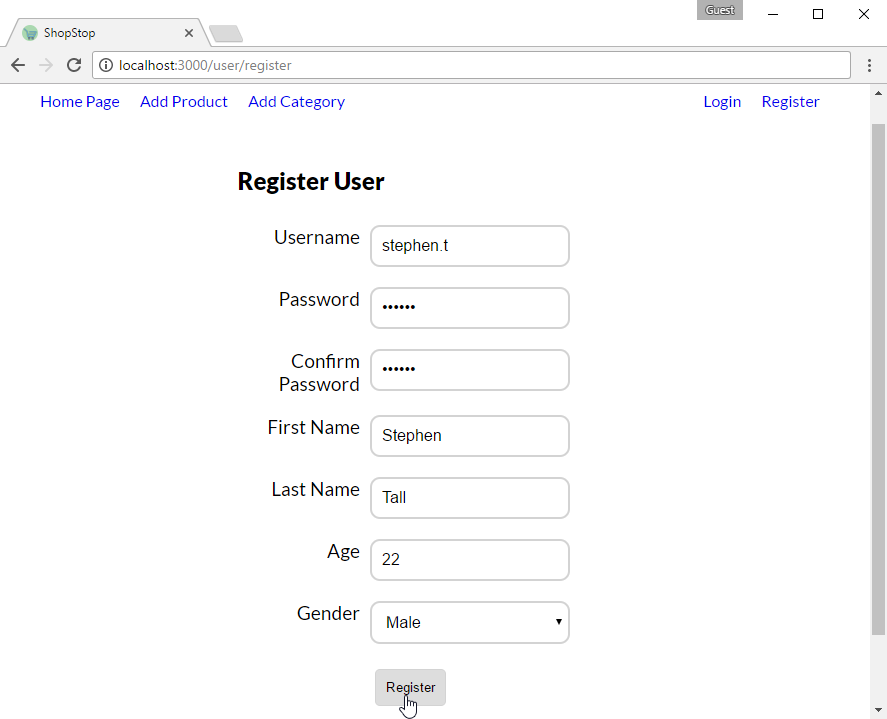 Guest
ShopStop
localhost:3000/user/register
Home Page Add Product Add Category Login Register
Register User
Username stephen.t
Password ••••••
Confirm Password ••••••
First Name Stephen
Last Name Tall
Age 22
Gender Male
Register